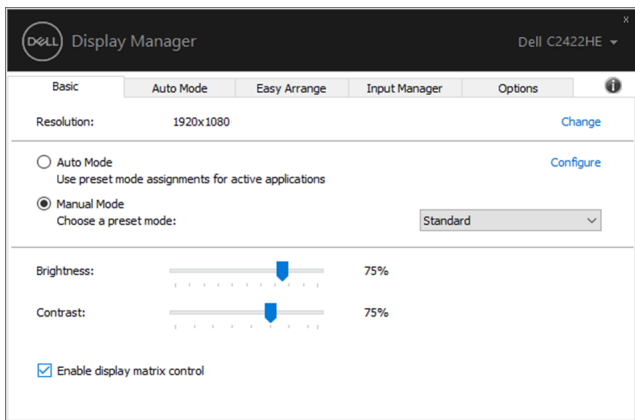 x
DELL Display Manager Dell C2422HE
Basic Auto Mode Easy Arrange Input Manager Options i
Resolution: 1920x1080 Change
Auto Mode Configure
Use preset mode assignments for active applications
Manual Mode
Choose a preset mode: Standard
Brightness: 75%
Contrast: 75%
Enable display matrix control